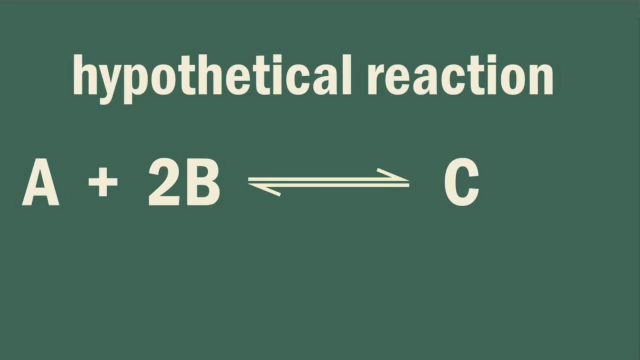 hypothetical reaction
A + 2B ⇌ C